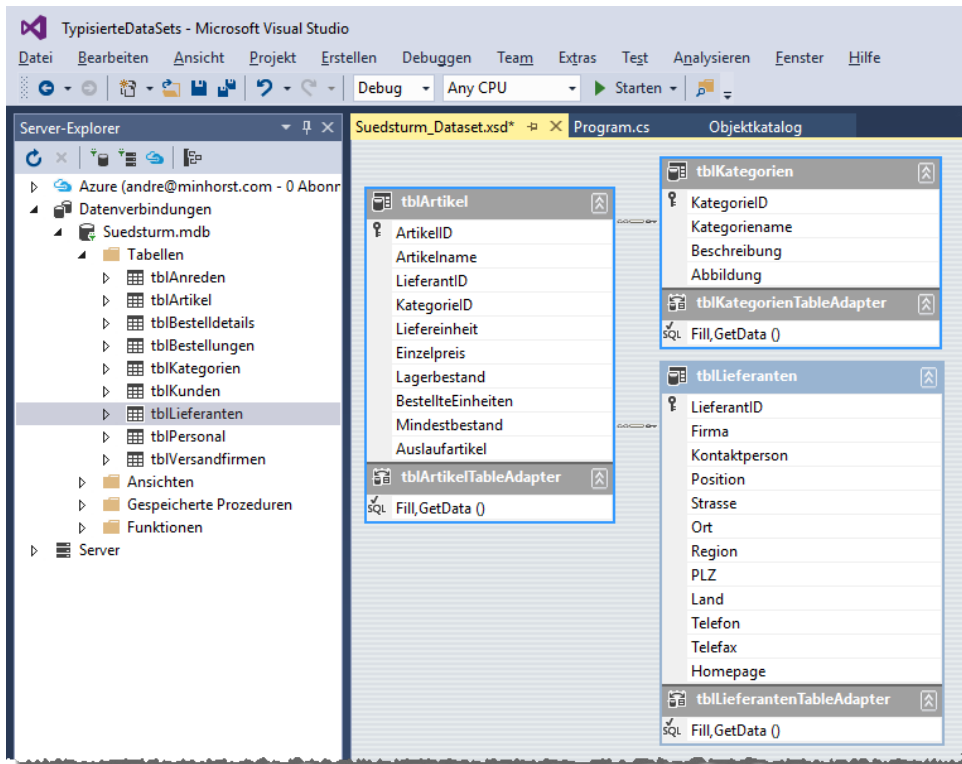 TypisierteDataSets - Microsoft Visual Studio
Datei Bearbeiten Ansicht Projekt Erstellen Debuggen Team Extras Test Analysieren Fenster Hilfe
Debug Any CPU Starten
Server-Explorer
Azure (andre@minhorst.com - 0 Abonr
Datenverbindungen
Suedsturm.mdb
Tabellen
tblAnreden
tblArtikel
tblBestelldetails
tblBestellungen
tblKategorien
tblKunden
tblLieferanten
tblPersonal
tblVersandfirmen
Ansichten
Gespeicherte Prozeduren
Funktionen
Server
Suedsturm_Dataset.xsd* Program.cs Objektkatalog
tblArtikel
ArtikelID
Artikelname
LieferantID
KategorieID
Liefereinheit
Einzelpreis
Lagerbestand
BestellteEinheiten
Mindestbestand
Auslaufartikel
tblArtikelTableAdapter
SQL Fill,GetData ()
tblKategorien
KategorieID
Kategoriename
Beschreibung
Abbildung
tblKategorienTableAdapter
SQL Fill,GetData ()
tblLieferanten
LieferantID
Firma
Kontaktperson
Position
Strasse
Ort
Region
PLZ
Land
Telefon
Telefax
Homepage
tblLieferantenTableAdapter
SQL Fill,GetData ()